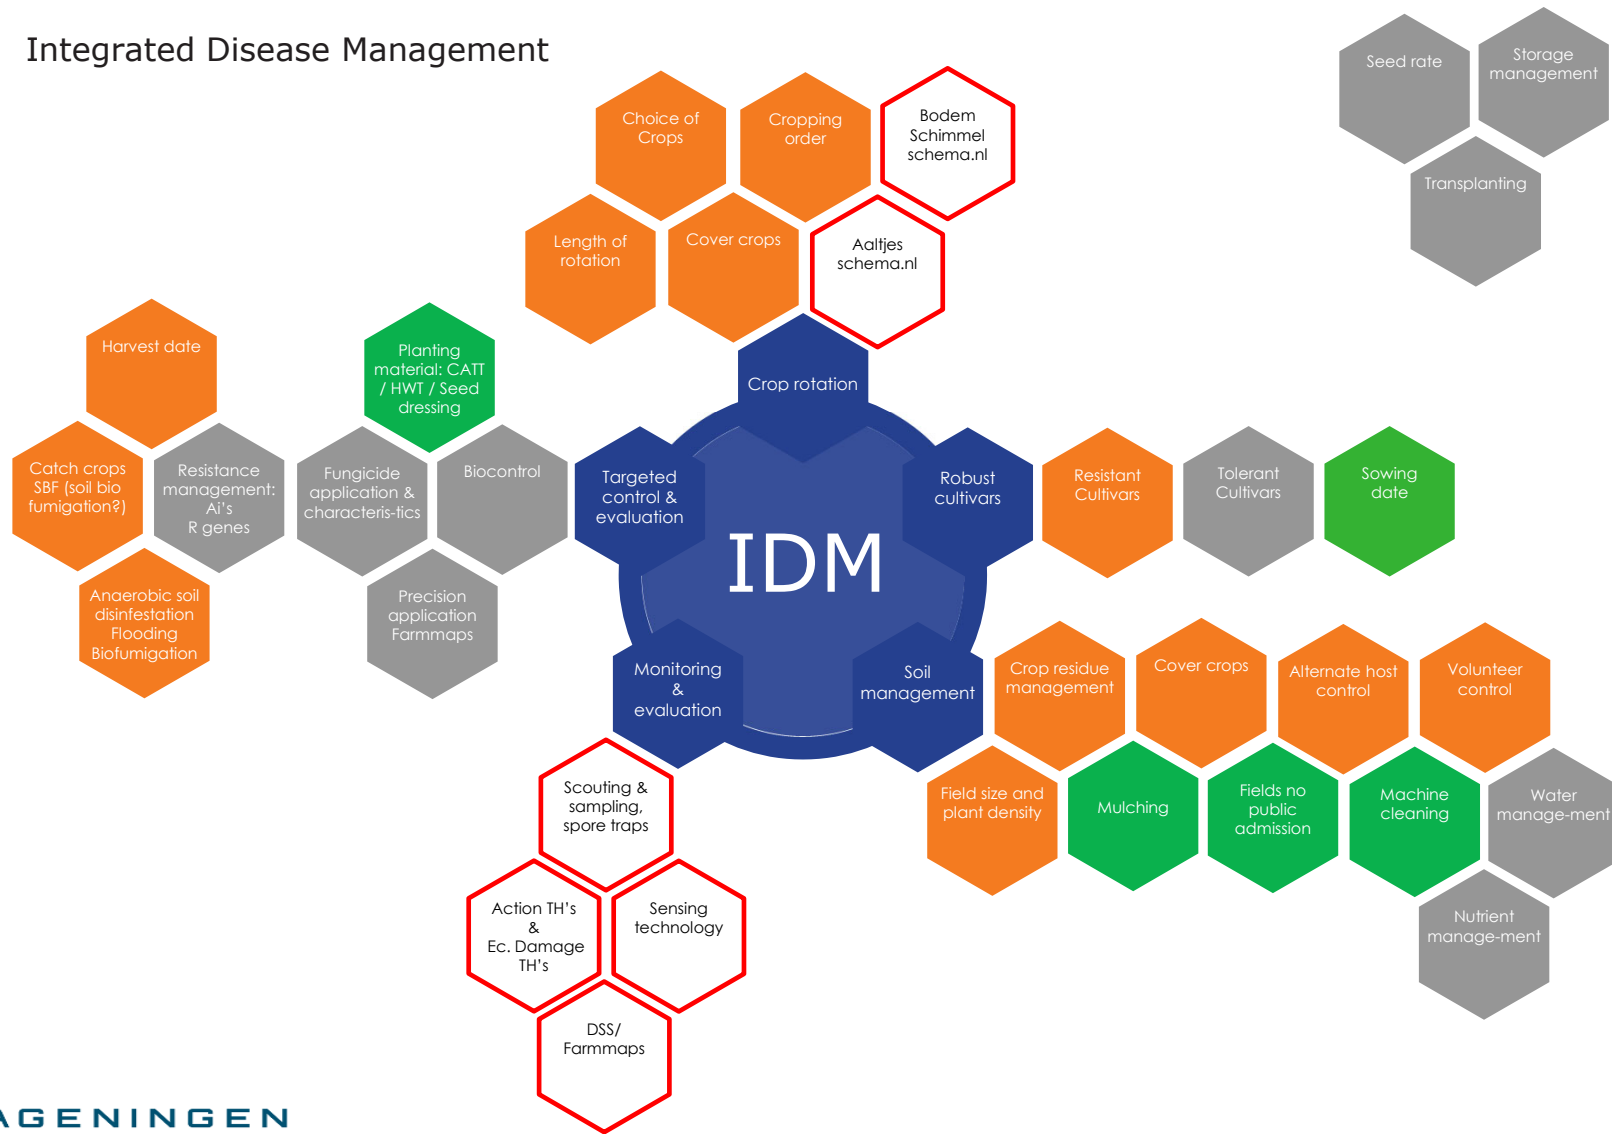 Integrated Disease Management
Seed rate
Storage
management
Transplanting
Choice of
Crops
Cropping
order
Bodem
Schimmel
schema.nl
Length of
rotation
Cover crops
Aaltjes
schema.nl
Crop rotation
Harvest date
Planting
material: CATT
/ HWT / Seed
dressing
Catch crops
SBF (soil bio
fumigation?)
Resistance
management:
Ai's
R genes
Fungicide
application &
characteris-tics
Biocontrol
Targeted
control &
evaluation
Robust
cultivars
Resistant
Cultivars
Tolerant
Cultivars
Sowing
date
IDM
Anaerobic soil
disinfestation
Flooding
Biofumigation
Precision
application
Farmmaps
Monitoring
&
evaluation
Soil
management
Crop residue
management
Cover crops
Alternate host
control
Volunteer
control
Field size and
plant density
Mulching
Fields no
public
admission
Machine
cleaning
Water
manage-ment
Nutrient
manage-ment
Scouting &
sampling,
spore traps
Action TH's
&
Ec. Damage
TH's
Sensing
technology
DSS/
Farmmaps
AGENINGEN